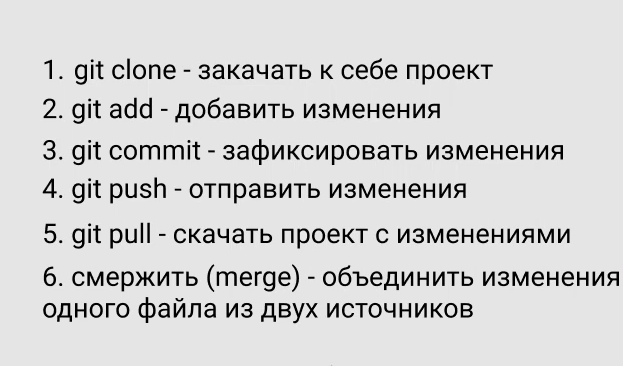 1. git clone - закачать к себе проект
2. git add - добавить изменения
3. git commit - зафиксировать изменения
4. git push - отправить изменения
5. git pull - скачать проект с изменениями
6. смержить (merge) - объединить изменения
одного файла из двух источников